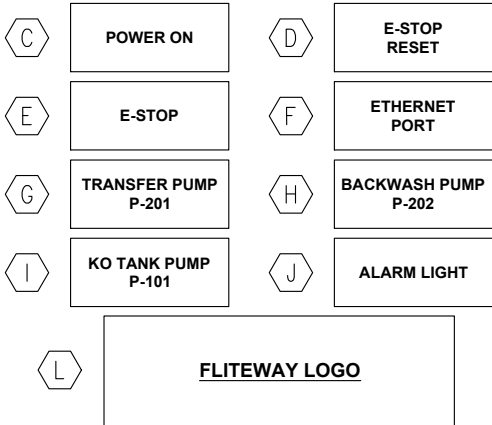 C
POWER ON
D
E-STOP
RESET
E
E-STOP
F
ETHERNET
PORT
G
TRANSFER PUMP
P-201
H
BACKWASH PUMP
P-202
I
KO TANK PUMP
P-101
J
ALARM LIGHT
L
FLITEWAY LOGO